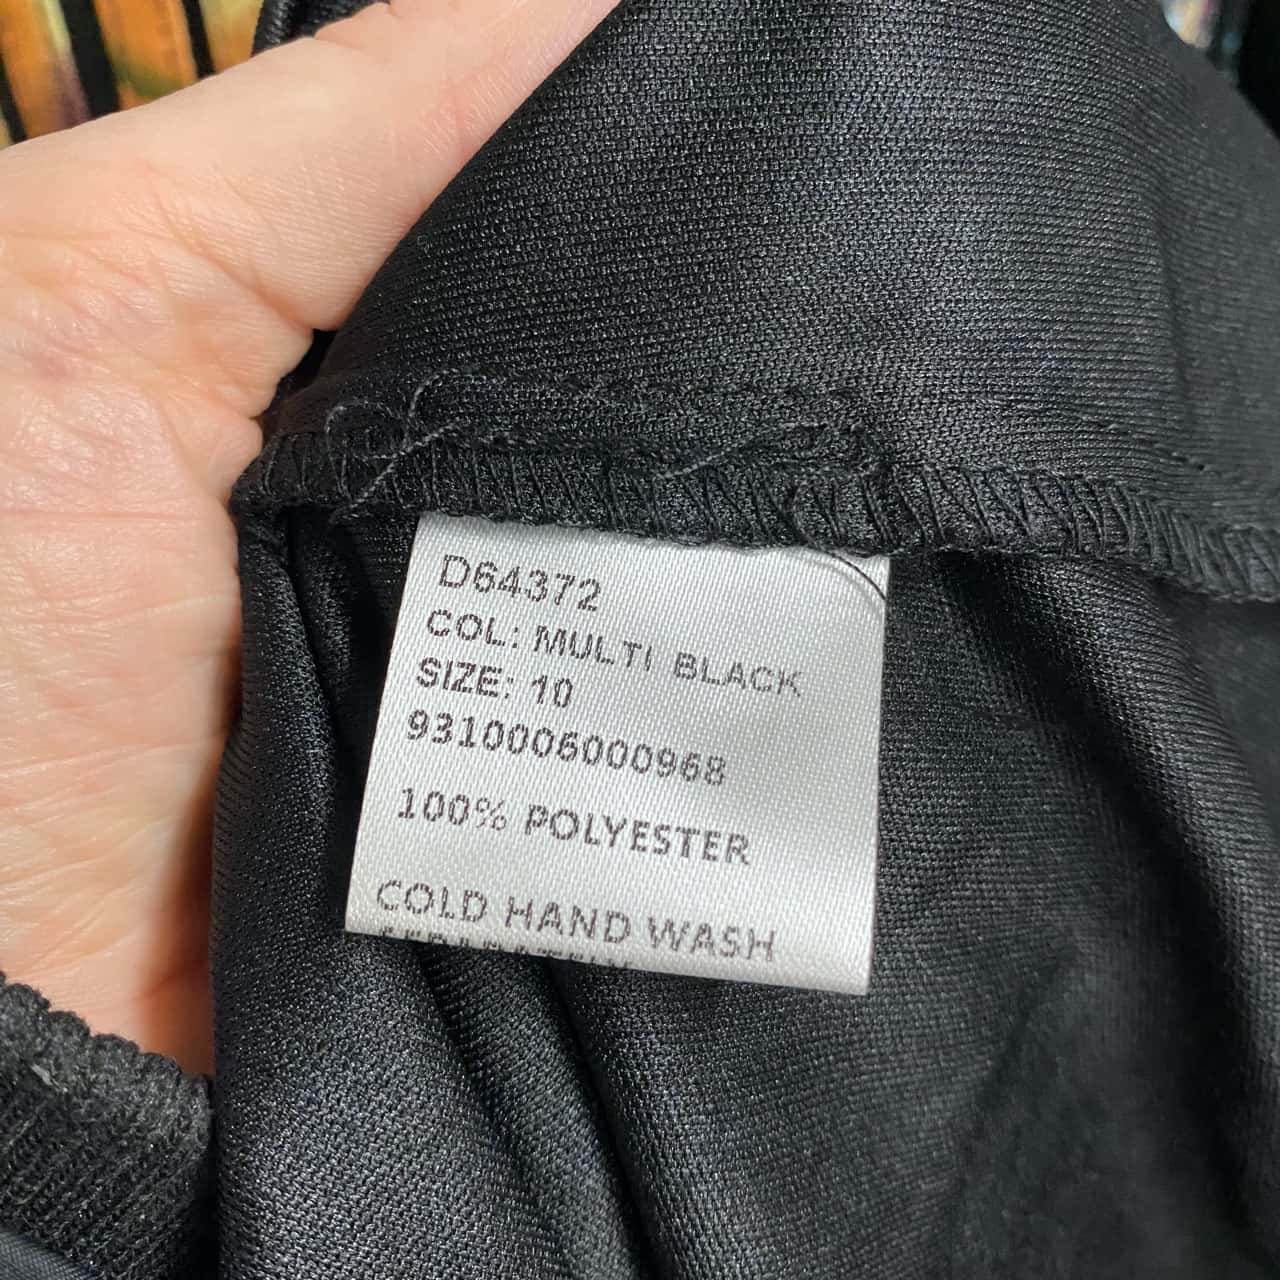 D64372
COL: MULTI BLACK
SIZE: 10
9310006000968
100% POLYESTER
COLD HAND WASH